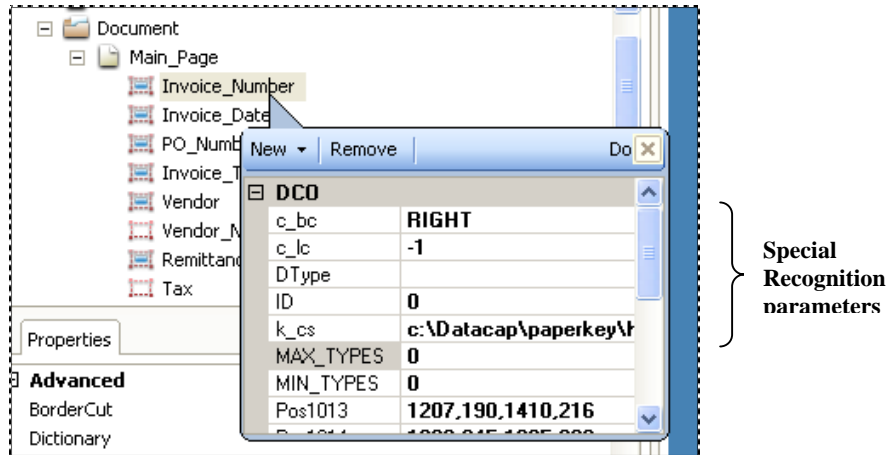 Document
Main_Page
Invoice_Number
Invoice_Date
PO_Numb
Invoice_T
Vendor
Vendor_N
Remittanc
Tax
New Remove Do
DCO
c_bc RIGHT
c_lc -1
DType
ID 0
k_cs c:\Datacap\paperkey\h
MAX_TYPES 0
MIN_TYPES 0
Pos1013 1207,190,1410,216
Special
Recognition
parameters
Properties
Advanced
BorderCut
Dictionary